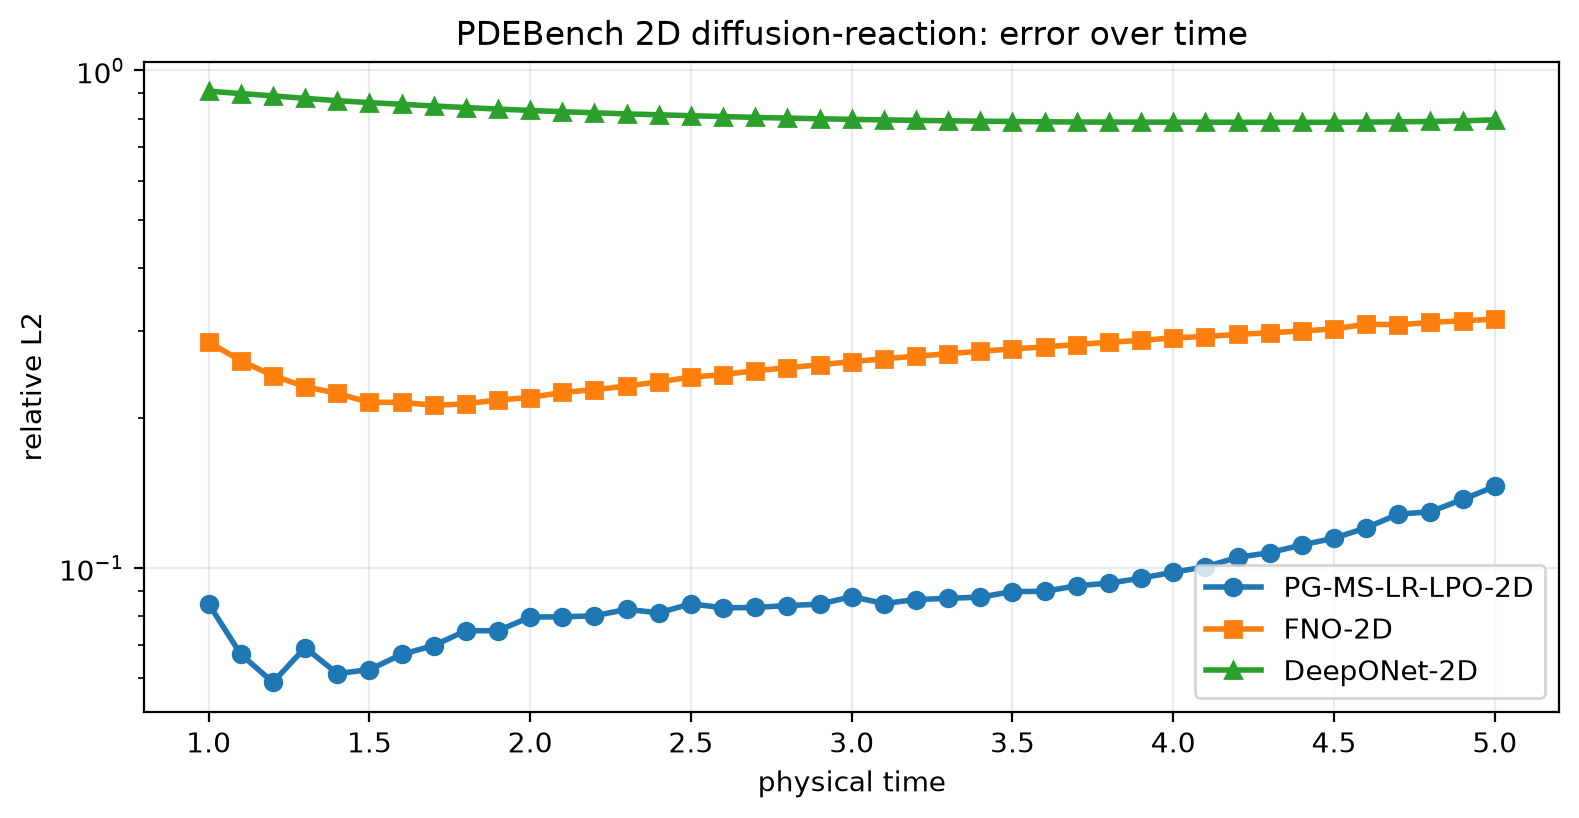 PDEBench 2D diffusion-reaction: error over time
relative L2
10⁰
10⁻¹
1.0 1.5 2.0 2.5 3.0 3.5 4.0 4.5 5.0
physical time
PG-MS-LR-LPO-2D
FNO-2D
DeepONet-2D